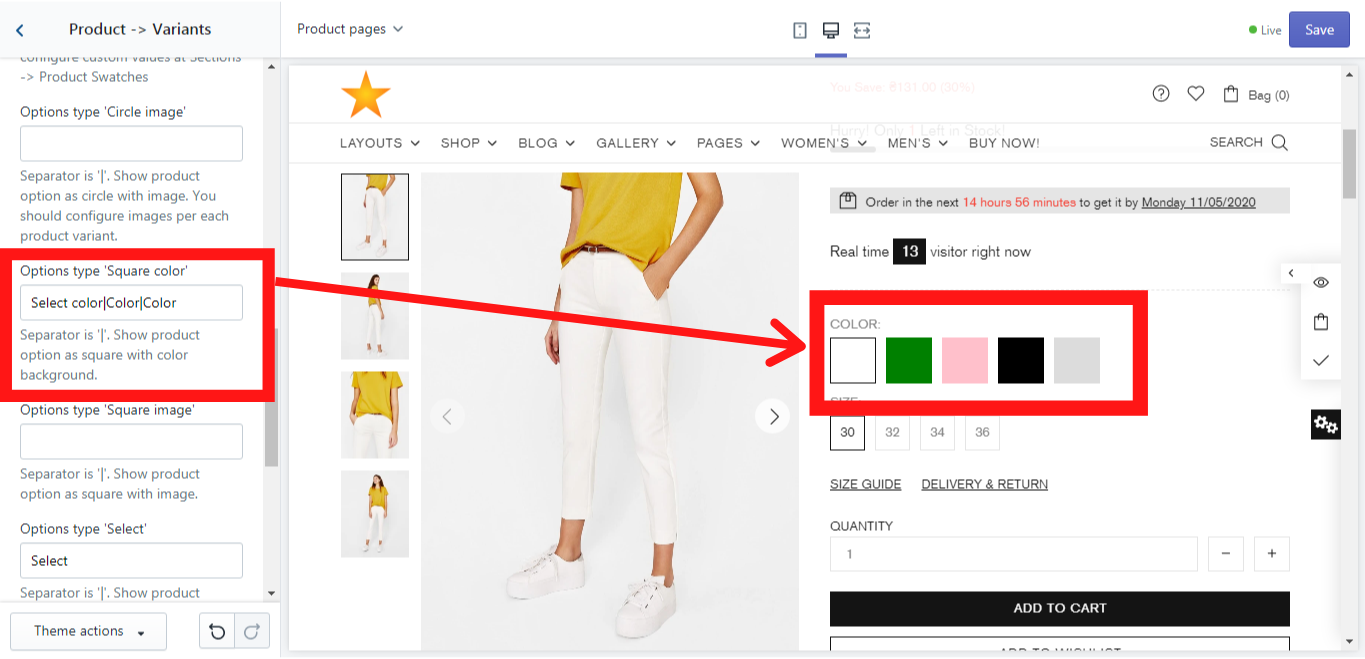 Product -> Variants
configure custom values at Sections
-> Product Swatches
Options type 'Circle image'
Separator is '|'. Show product
option as circle with image. You
should configure images per each
product variant.
Options type 'Square color'
Select color|Color|Color
Separator is '|'. Show product
option as square with color
background.
Options type 'Square image'
Separator is '|'. Show product
option as square with image.
Options type 'Select'
Select
Separator is '|'. Show product
Theme actions
Product pages
Live
Save
You Save: ₴131.00 (30%)
Bag (0)
Hurry! Only 1 Left in Stock!
LAYOUTS SHOP BLOG GALLERY PAGES WOMEN'S MEN'S BUY NOW!
SEARCH
Order in the next 14 hours 56 minutes to get it by Monday 11/05/2020
Real time 13 visitor right now
COLOR:
SIZE:
30 32 34 36
SIZE GUIDE DELIVERY & RETURN
QUANTITY
1 − +
ADD TO CART
ADD TO WISHLIST